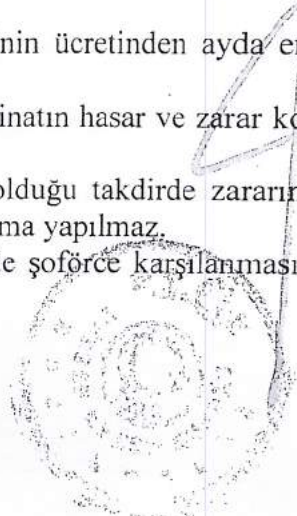 nin ücretinden ayda en
inatın hasar ve zarar
olduğu takdirde zararın
ma yapılmaz.
e şoförce karşılanması